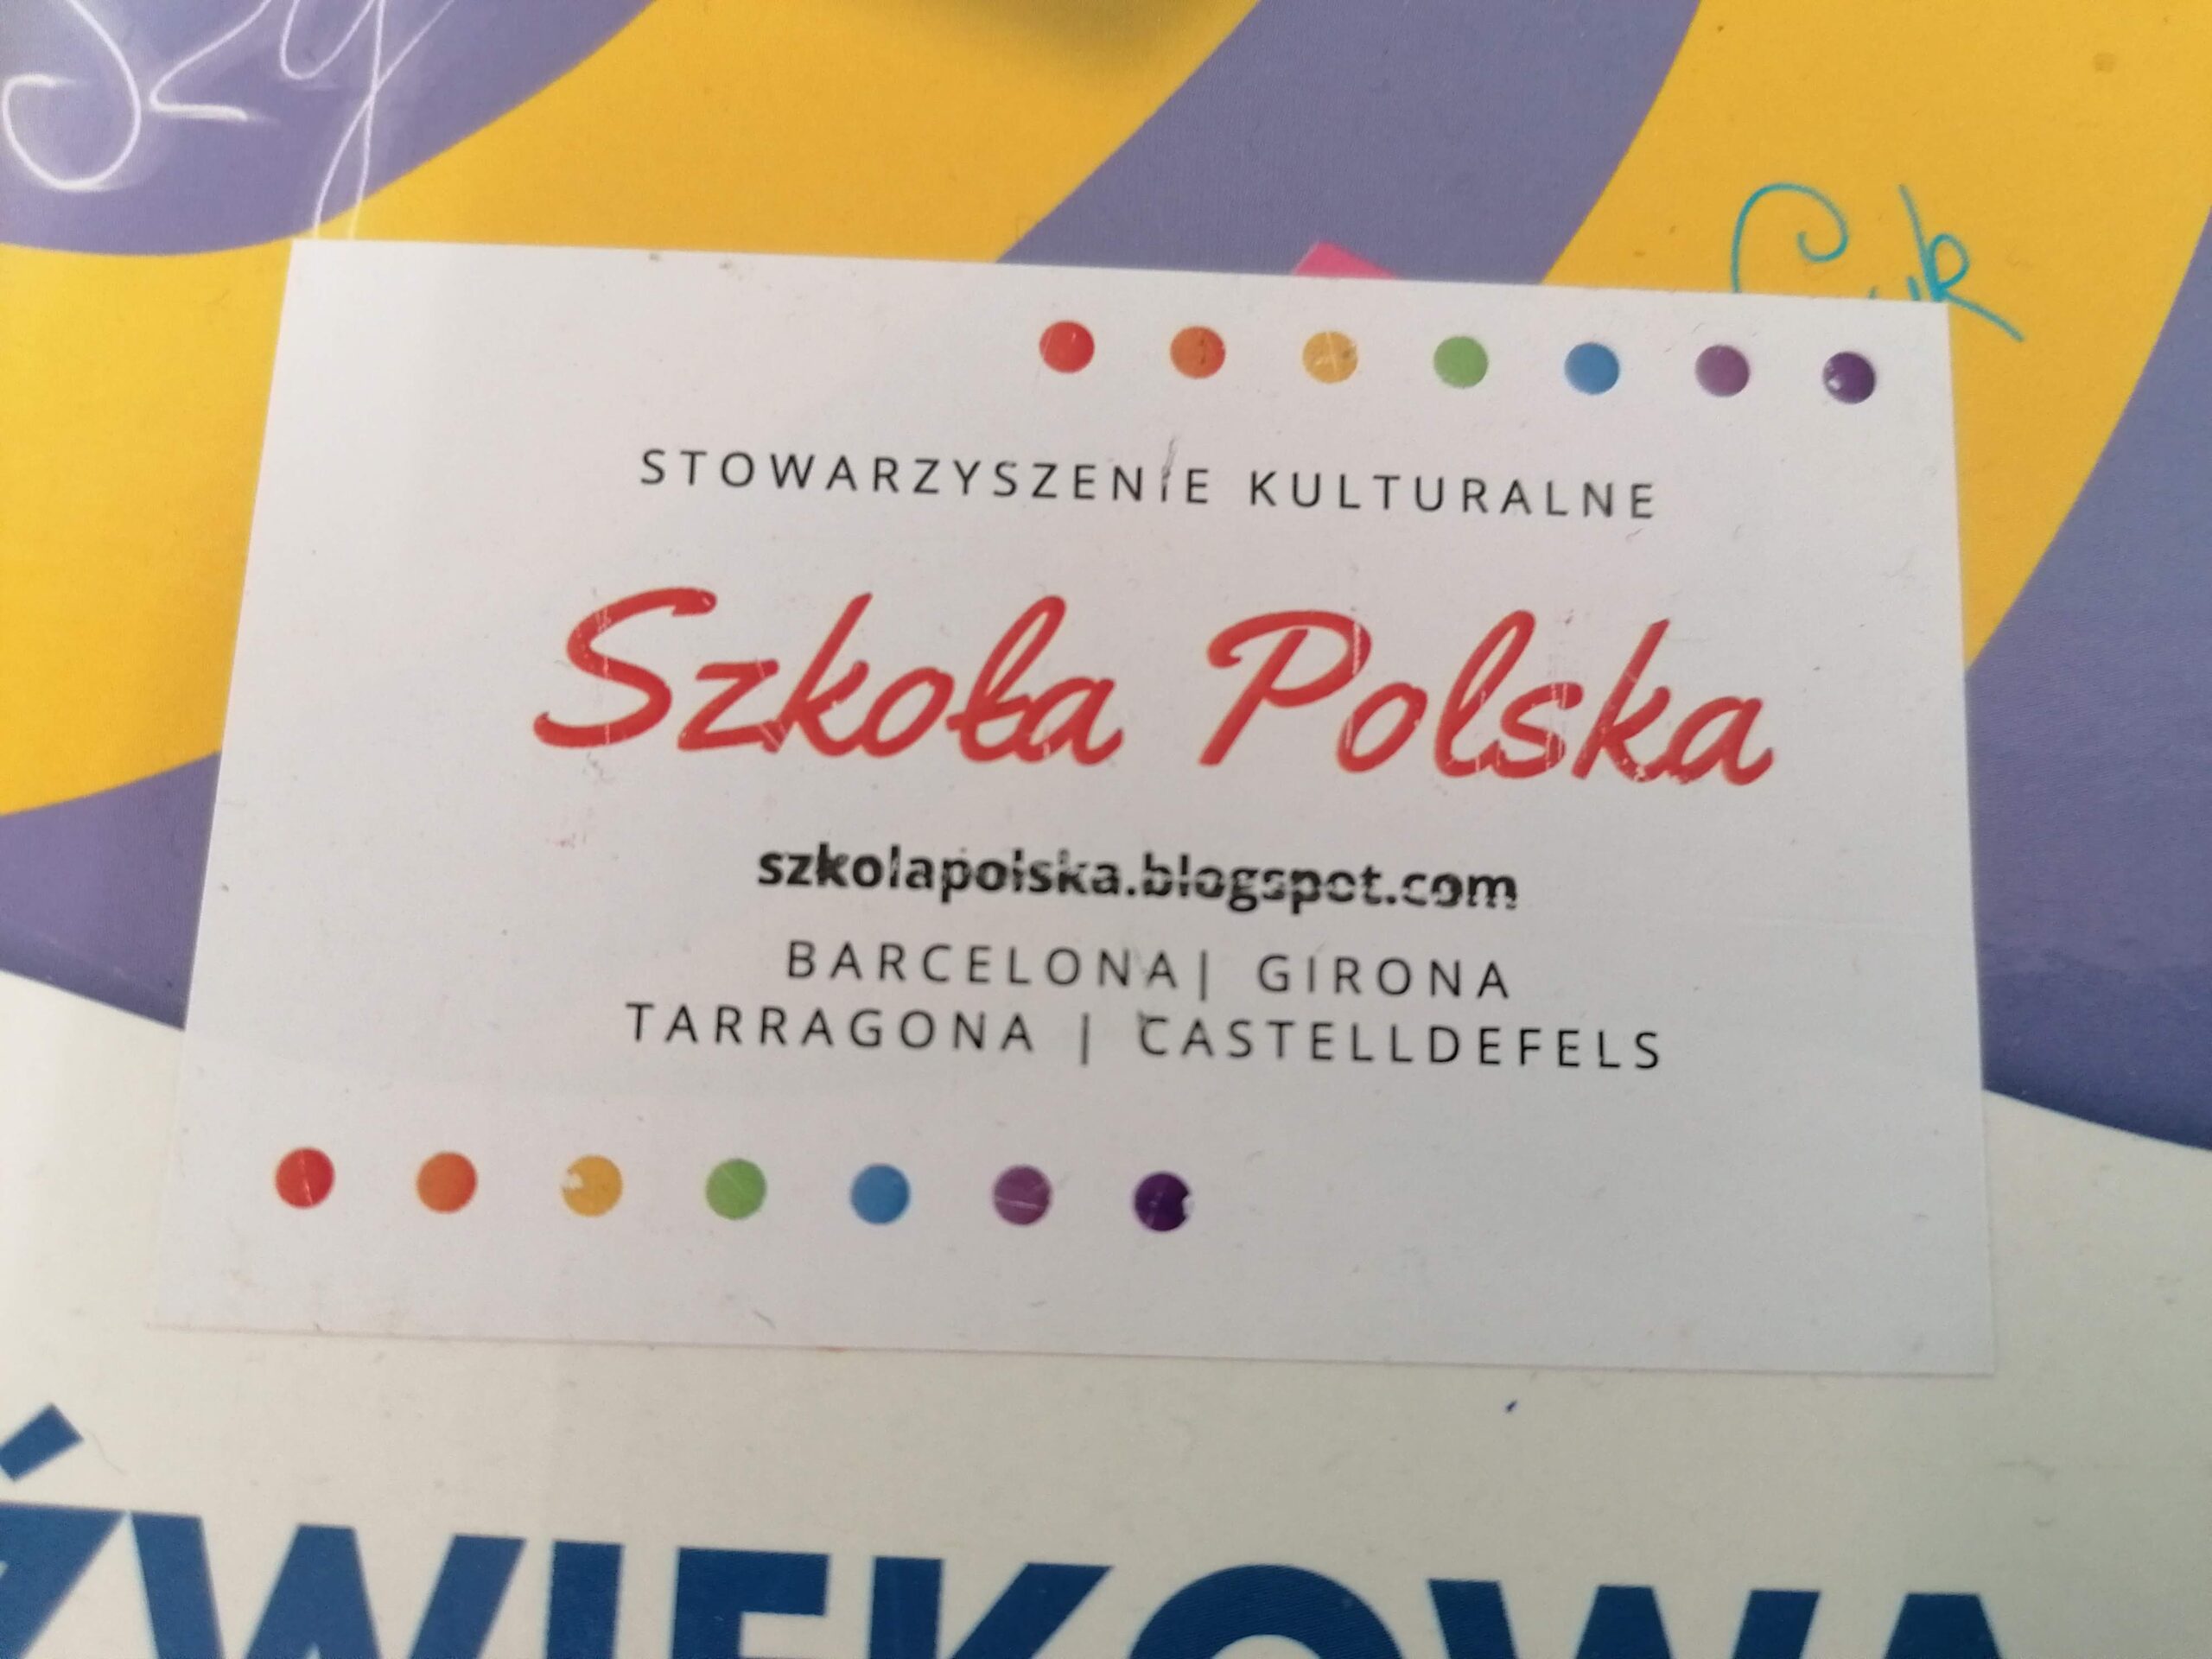 STOWARZYSZENIE KULTURALNE
Szkoła Polska
szkolapolska.blogspot.com
BARCELONA| GIRONA
TARRAGONA | CASTELLDEFELS